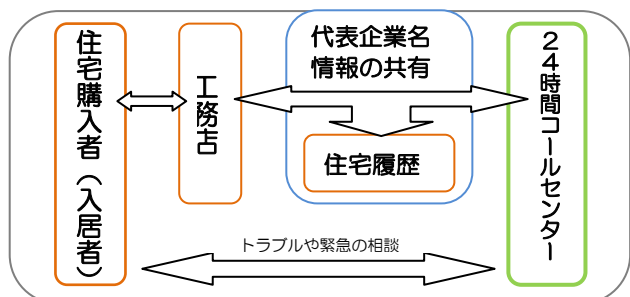 住宅購入者（入居者）
工務店
代表企業名
情報の共有
住宅履歴
２４時間コールセンター
トラブルや緊急の相談